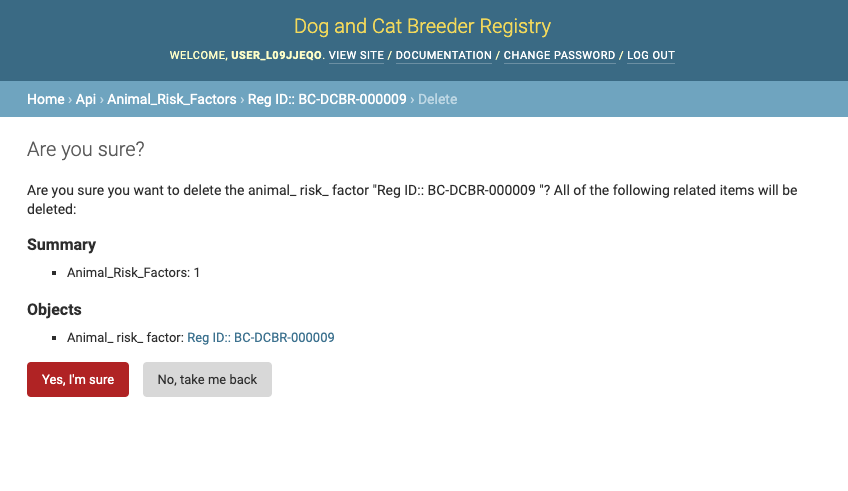 Dog and Cat Breeder Registry
WELCOME, USER_L09JJEQO. VIEW SITE / DOCUMENTATION / CHANGE PASSWORD / LOG OUT
Home › Api › Animal_Risk_Factors › Reg ID:: BC-DCBR-000009 › Delete
Are you sure?
Are you sure you want to delete the animal_ risk_ factor "Reg ID:: BC-DCBR-000009 "? All of the following related items will be
deleted:
Summary
Animal_Risk_Factors: 1
Objects
Animal_ risk_ factor: Reg ID:: BC-DCBR-000009
Yes, I'm sure No, take me back